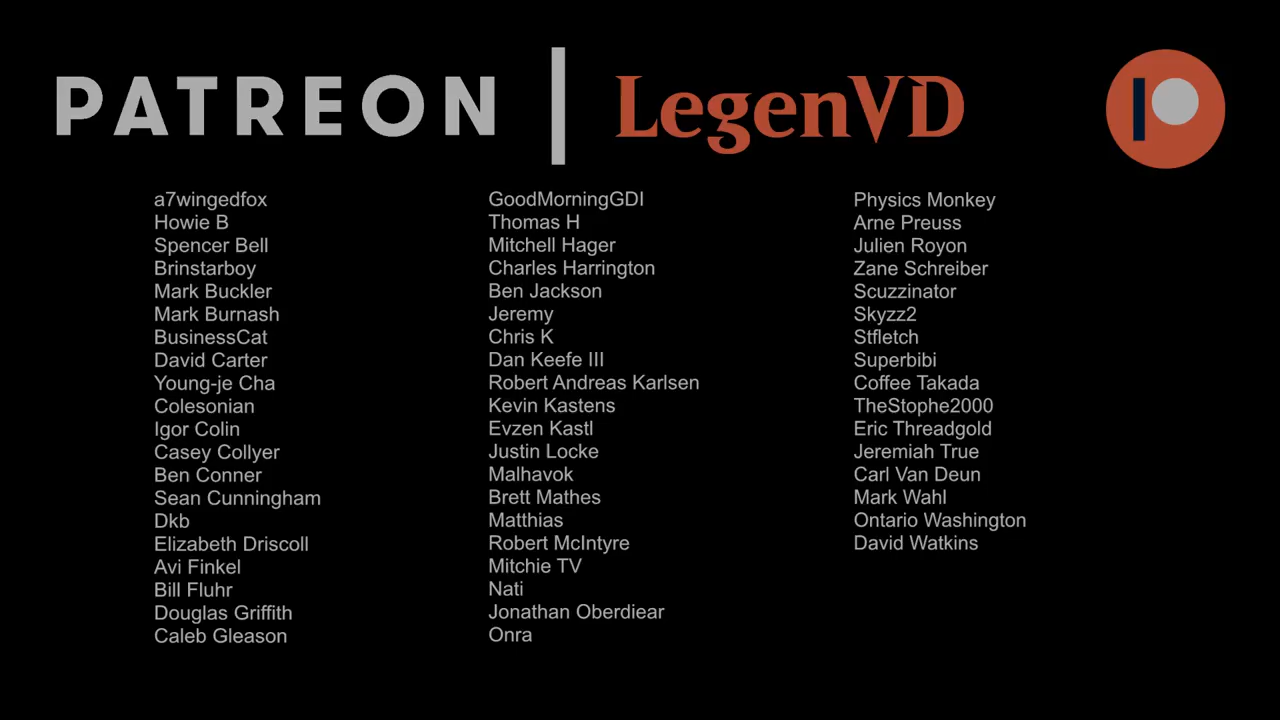 PATREON | LegenVD
a7wingedfox
Howie B
Spencer Bell
Brinstarboy
Mark Buckler
Mark Burnash
BusinessCat
David Carter
Young-je Cha
Colesonian
Igor Colin
Casey Collyer
Ben Conner
Sean Cunningham
Dkb
Elizabeth Driscoll
Avi Finkel
Bill Fluhr
Douglas Griffith
Caleb Gleason
GoodMorningGDI
Thomas H
Mitchell Hager
Charles Harrington
Ben Jackson
Jeremy
Chris K
Dan Keefe III
Robert Andreas Karlsen
Kevin Kastens
Evzen Kastl
Justin Locke
Malhavok
Brett Mathes
Matthias
Robert McIntyre
Mitchie TV
Nati
Jonathan Oberdiear
Onra
Physics Monkey
Arne Preuss
Julien Royon
Zane Schreiber
Scuzzinator
Skyzz2
Stfletch
Superbibi
Coffee Takada
TheStophe2000
Eric Threadgold
Jeremiah True
Carl Van Deun
Mark Wahl
Ontario Washington
David Watkins